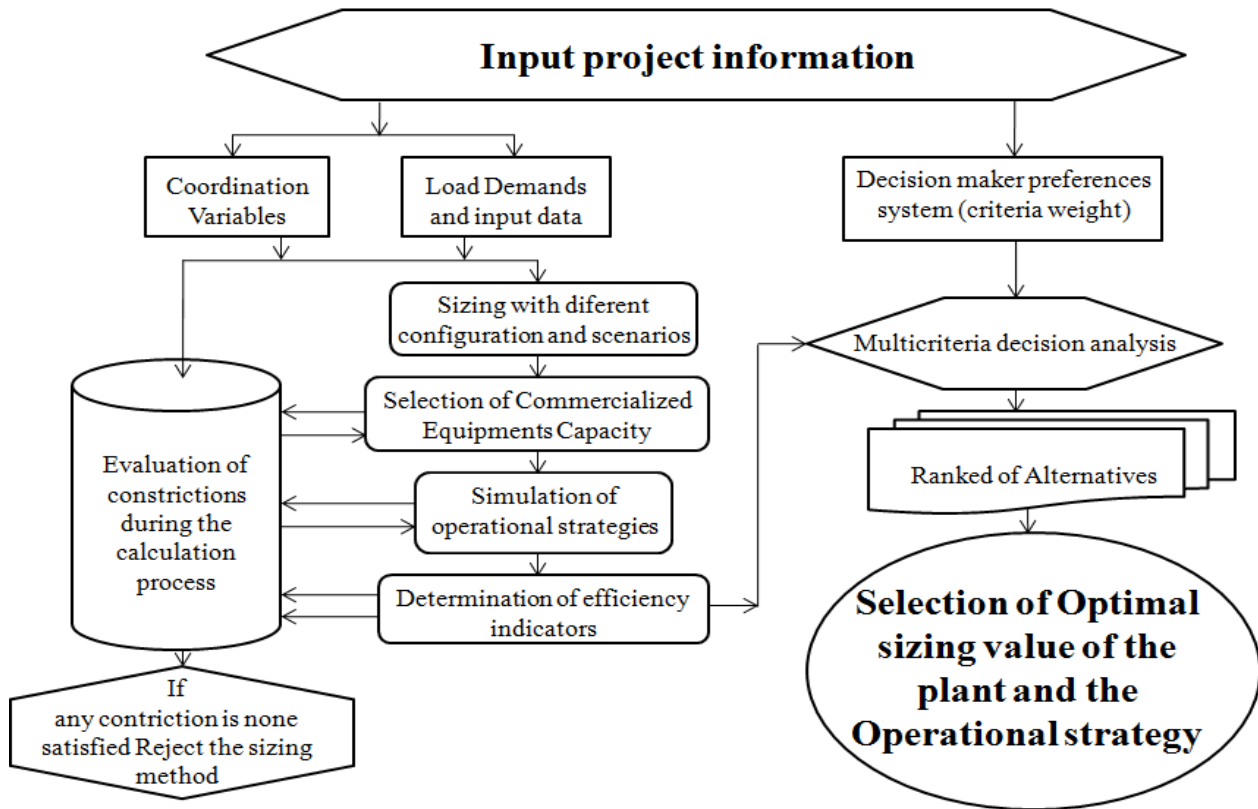 Input project information
Coordination
Variables
Load Demands
and input data
Decision maker preferences
system (criteria weight)
Sizing with diferent
configuration and scenarios
Multicriteria decision analysis
Selection of Commercialized
Equipments Capacity
Evaluation of
constrictions
during the
calculation
process
Ranked of Alternatives
Simulation of
operational strategies
Determination of efficiency
indicators
Selection of Optimal
sizing value of the
plant and the
Operational strategy
If
any contriction is none
satisfied Reject the sizing
method